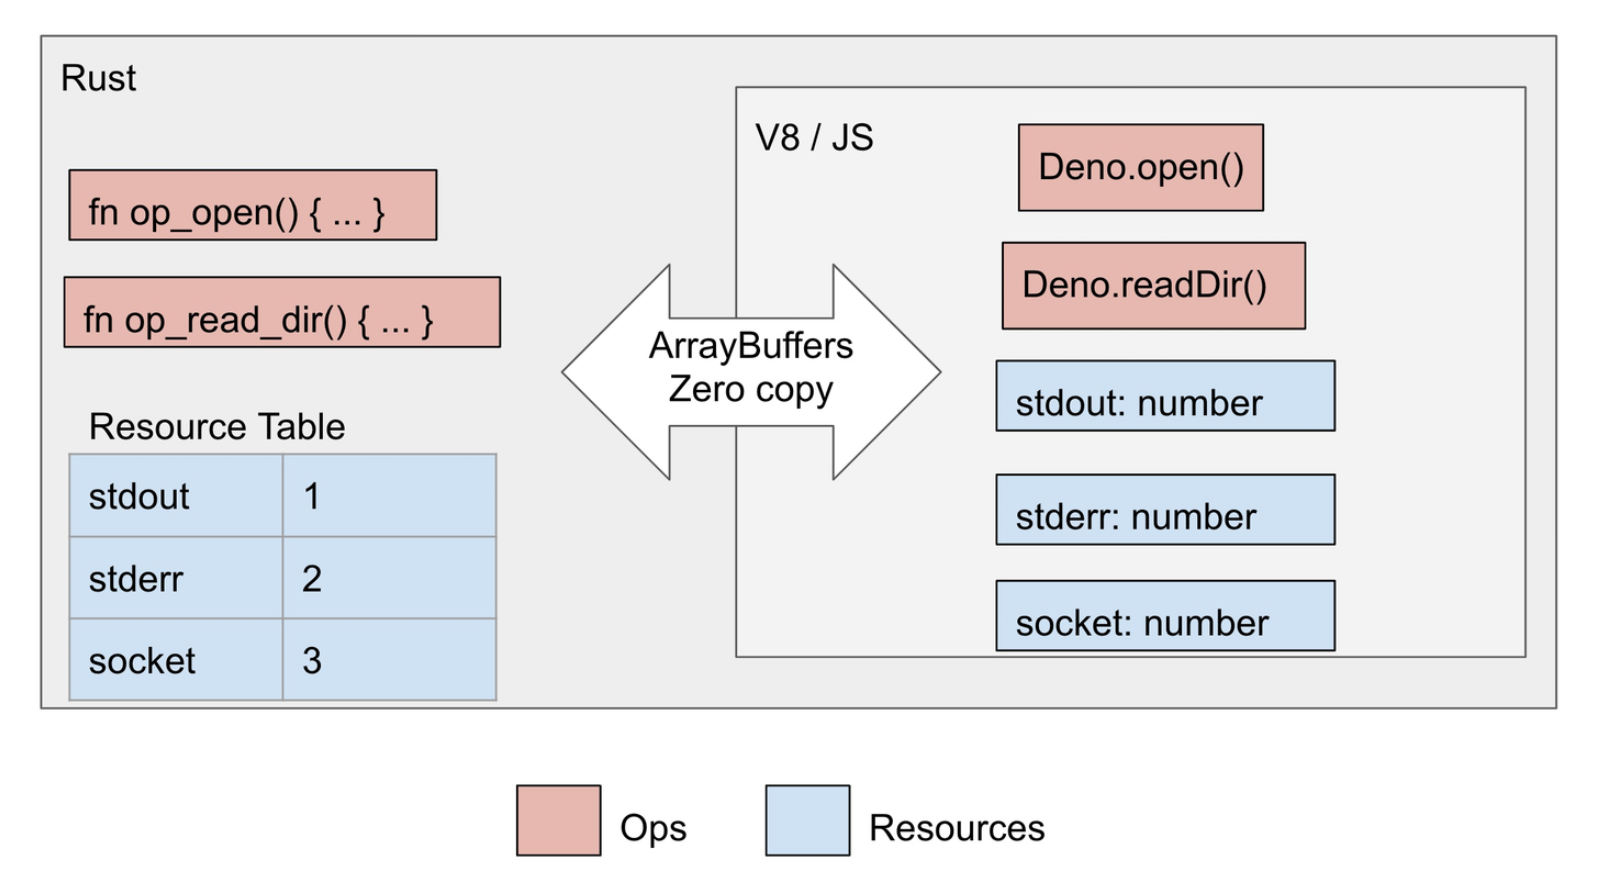 Rust
fn op_open() { ... }
fn op_read_dir() { ... }
Resource Table
stdout 1
stderr 2
socket 3
ArrayBuffers
Zero copy
V8 / JS
Deno.open()
Deno.readDir()
stdout: number
stderr: number
socket: number
Ops
Resources